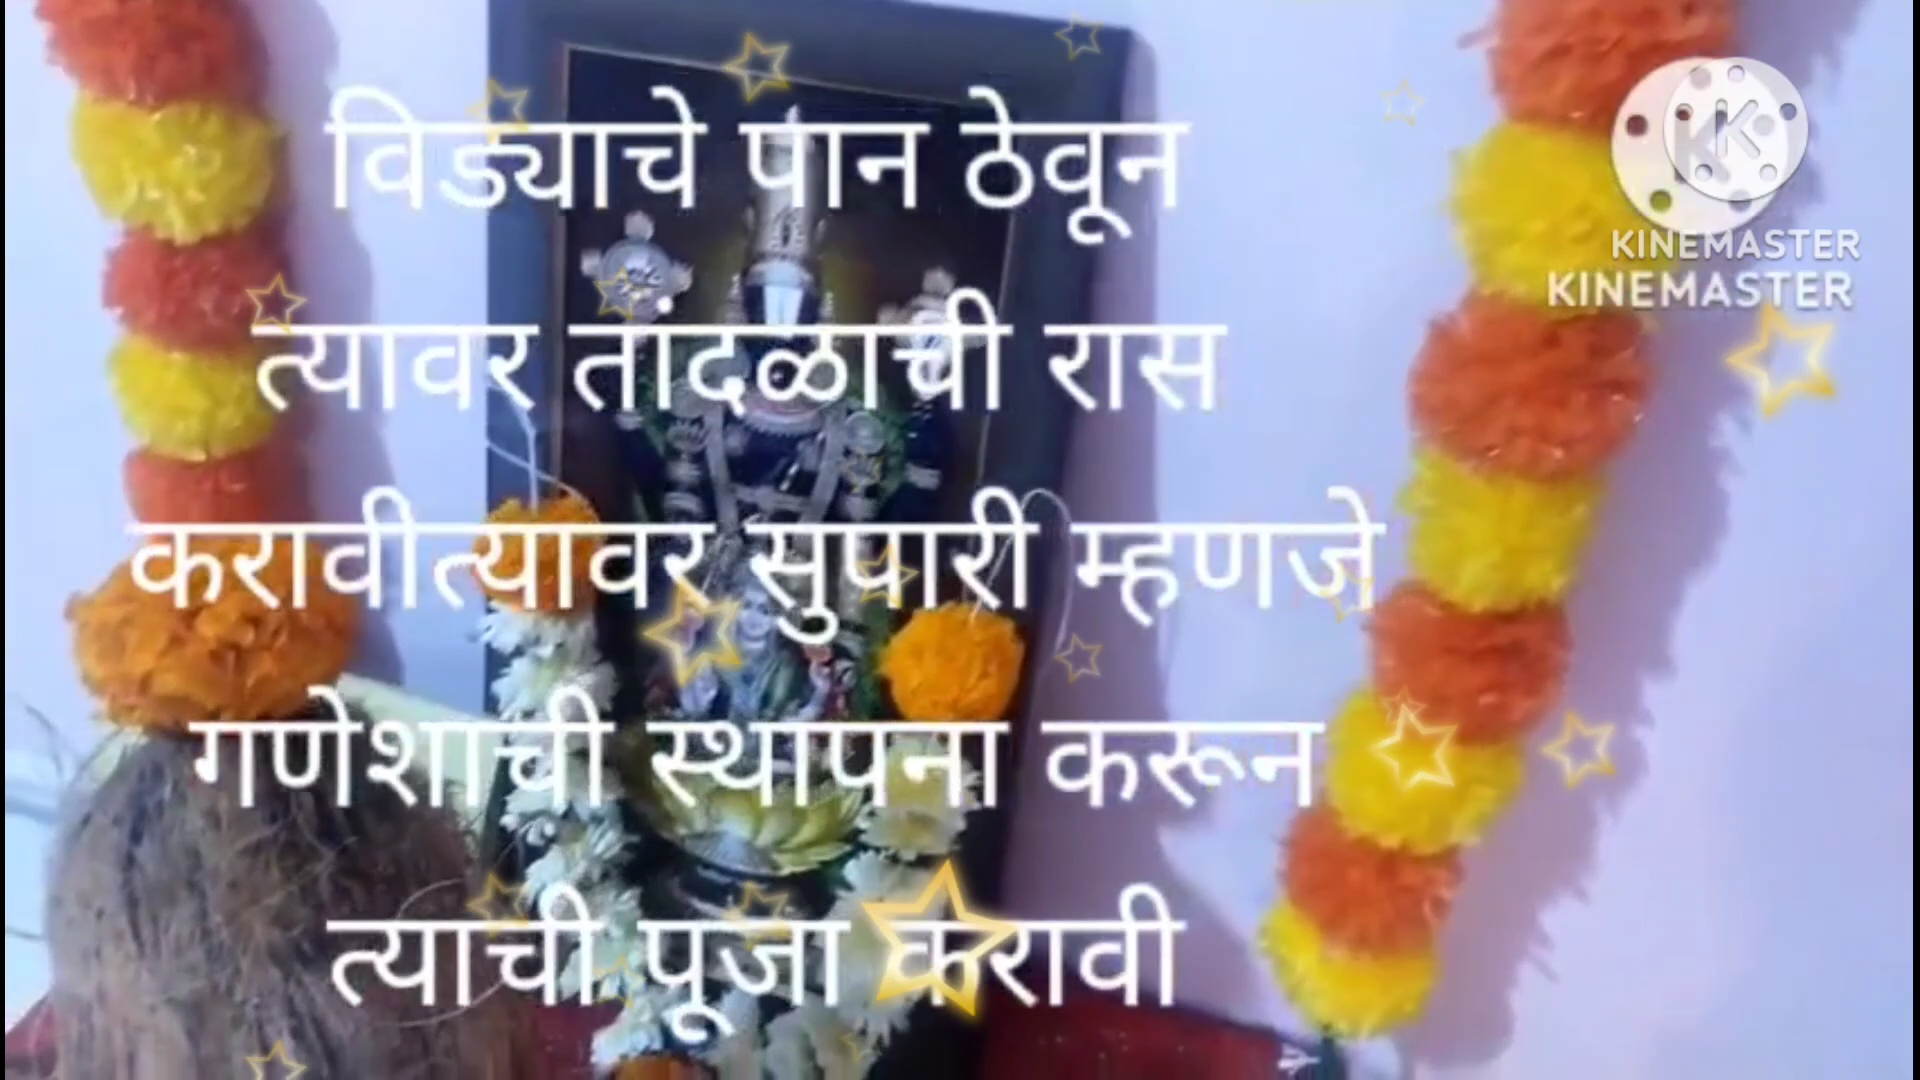 विड्याचे पान ठेवून
त्यावर तादळाची रास
करावीत्यावर सुपारी म्हणजे
गणेशाची स्थापना करून
त्याची पूजा करावी
K
K
KINEMASTER
KINEMASTER